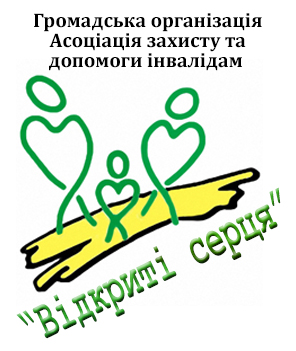 Громадська організація
Асоціація захисту та
допомоги інвалідам
"Відкриті серця"